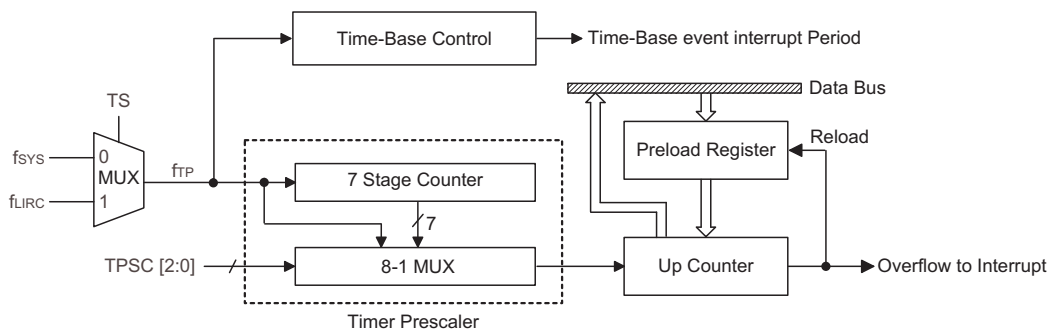 Time-Base Control
Time-Base event interrupt Period
Data Bus
TS
Preload Register
Reload
fSYS
0
MUX
fTP
7 Stage Counter
fLIRC
1
7
TPSC [2:0]
8-1 MUX
Up Counter
Overflow to Interrupt
Timer Prescaler